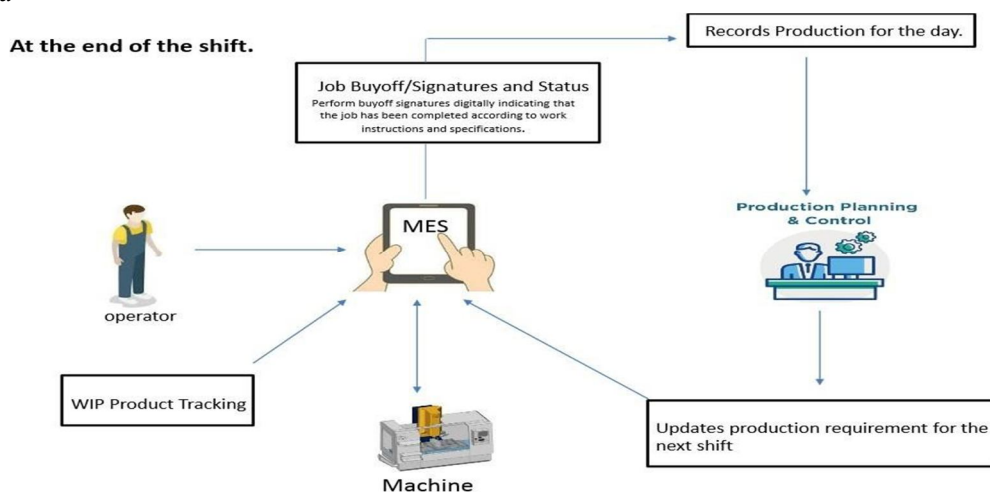 At the end of the shift.
Records Production for the day.
Job Buyoff/Signatures and Status
Perform buyoff signatures digitally indicating that
the job has been completed according to work
instructions and specifications.
Production Planning
& Control
MES
operator
WIP Product Tracking
Updates production requirement for the
next shift
Machine